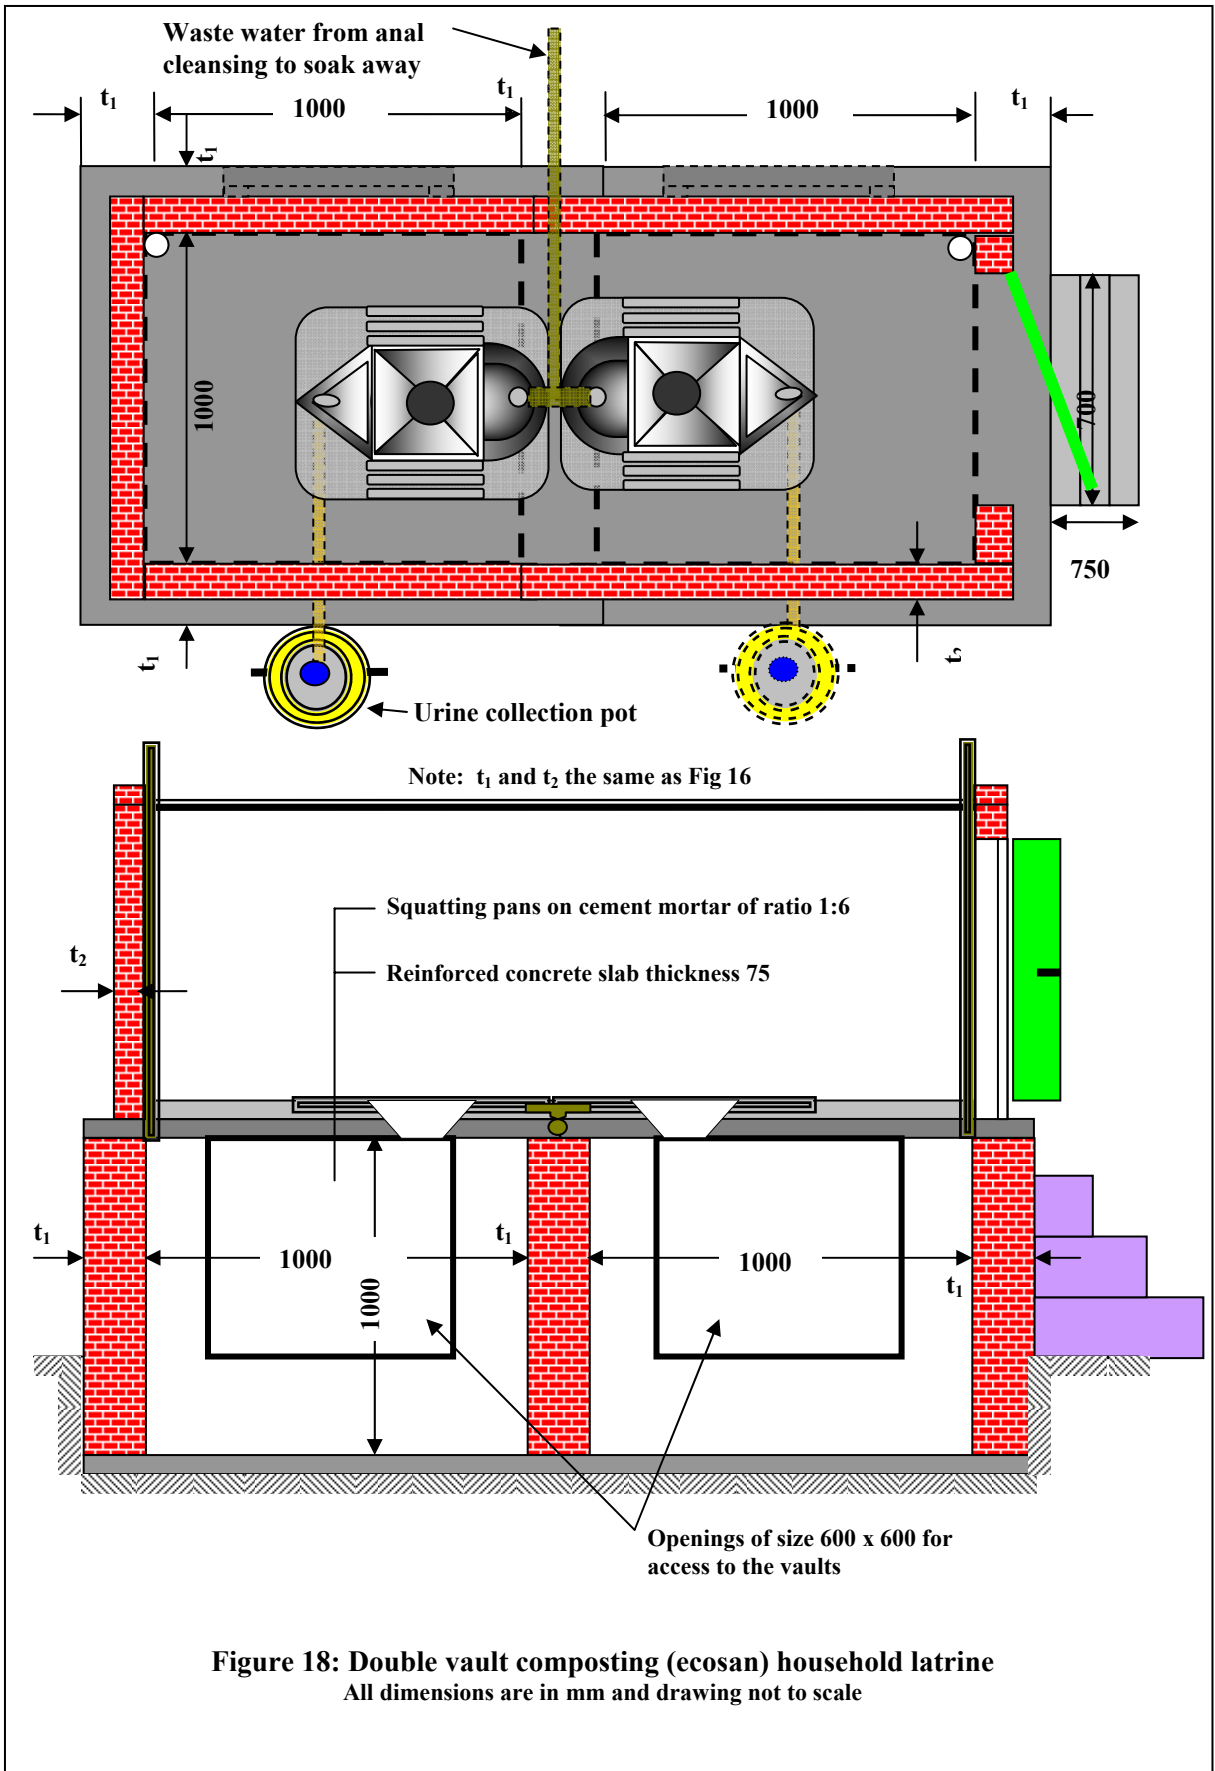 Waste water from anal
cleansing to soak away
t₁
1000
t₁
1000
t₁
t₁
1000
700
750
t₁
t₂
Urine collection pot
Note: t₁ and t₂ the same as Fig 16
Squatting pans on cement mortar of ratio 1:6
t₂
Reinforced concrete slab thickness 75
t₁
1000
t₁
1000
t₁
1000
Openings of size 600 x 600 for
access to the vaults
Figure 18: Double vault composting (ecosan) household latrine
All dimensions are in mm and drawing not to scale